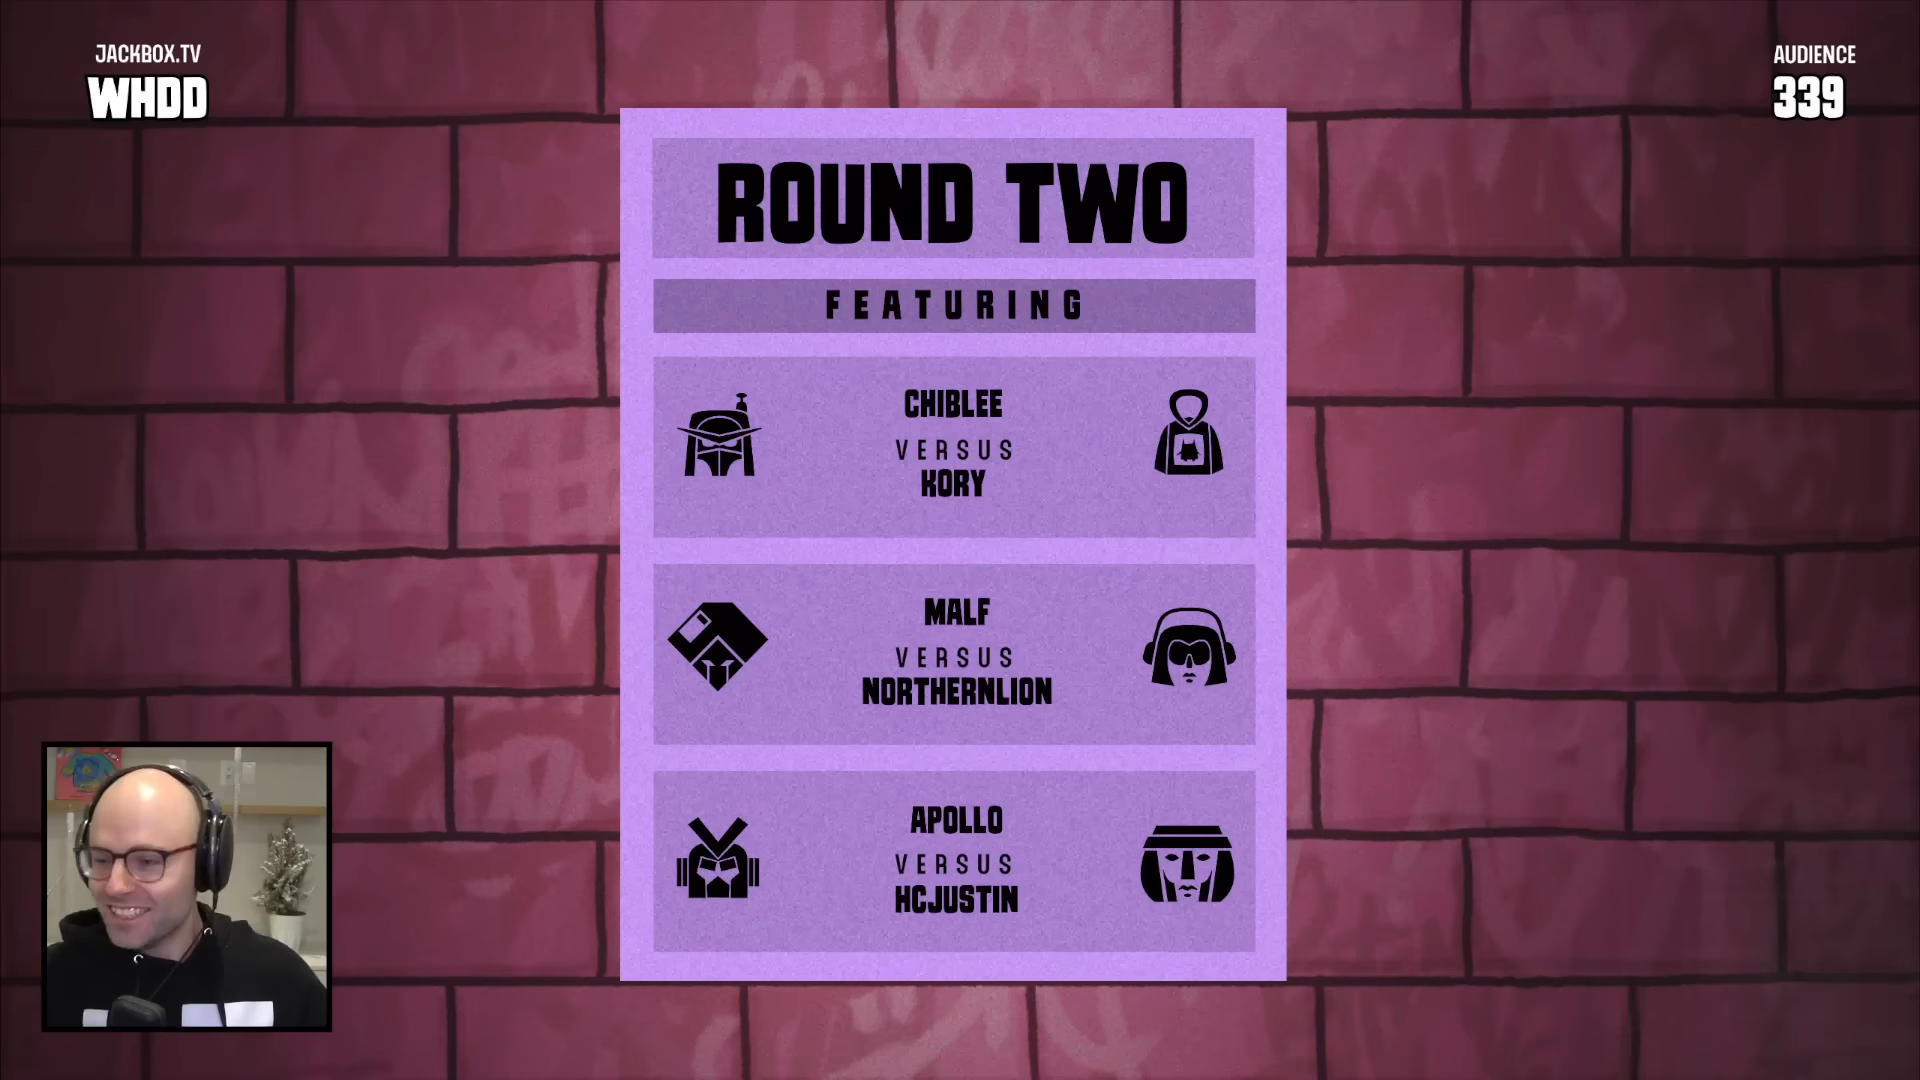 JACKBOX.TV
WHDD
AUDIENCE
339
ROUND TWO
FEATURING
CHIBLEE
VERSUS
KORY
MALF
VERSUS
NORTHERNLION
APOLLO
VERSUS
HCJUSTIN